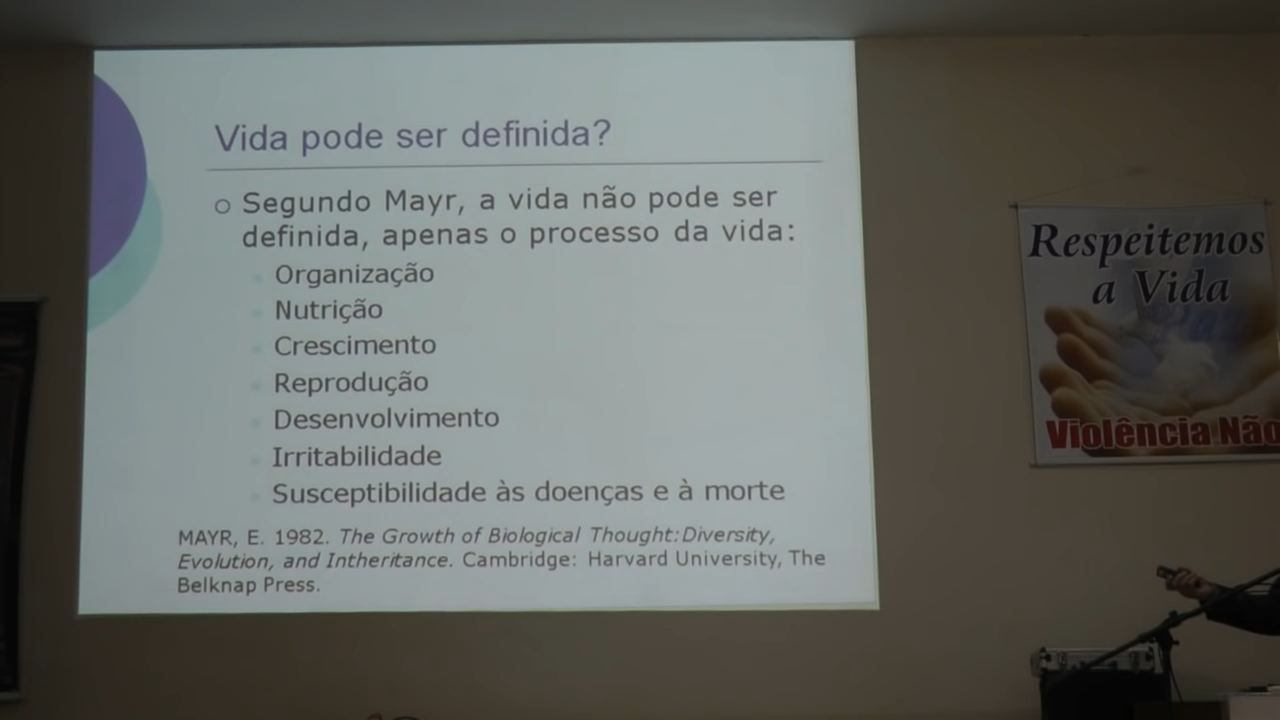 Vida pode ser definida?
Segundo Mayr, a vida não pode ser
definida, apenas o processo da vida:
Organização
Nutrição
Crescimento
Reprodução
Desenvolvimento
Irritabilidade
Susceptibilidade às doenças e à morte
MAYR, E. 1982. The Growth of Biological Thought:Diversity,
Evolution, and Intheritance. Cambridge: Harvard University, The
Belknap Press.
Respeitemos
a Vida
Paz
Violência Não